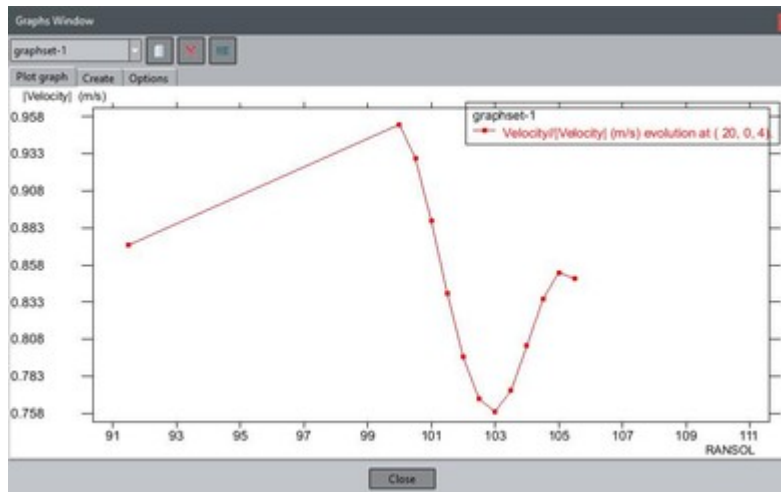 Graphs Window
graphset-1
Plot graph Create Options
|Velocity| (m/s)
graphset-1
Velocity//|Velocity| (m/s) evolution at ( 20, 0, 4)
0.958
0.933
0.908
0.883
0.858
0.833
0.808
0.783
0.758
91 93 95 97 99 101 103 105 107 109 111
RANSOL
Close